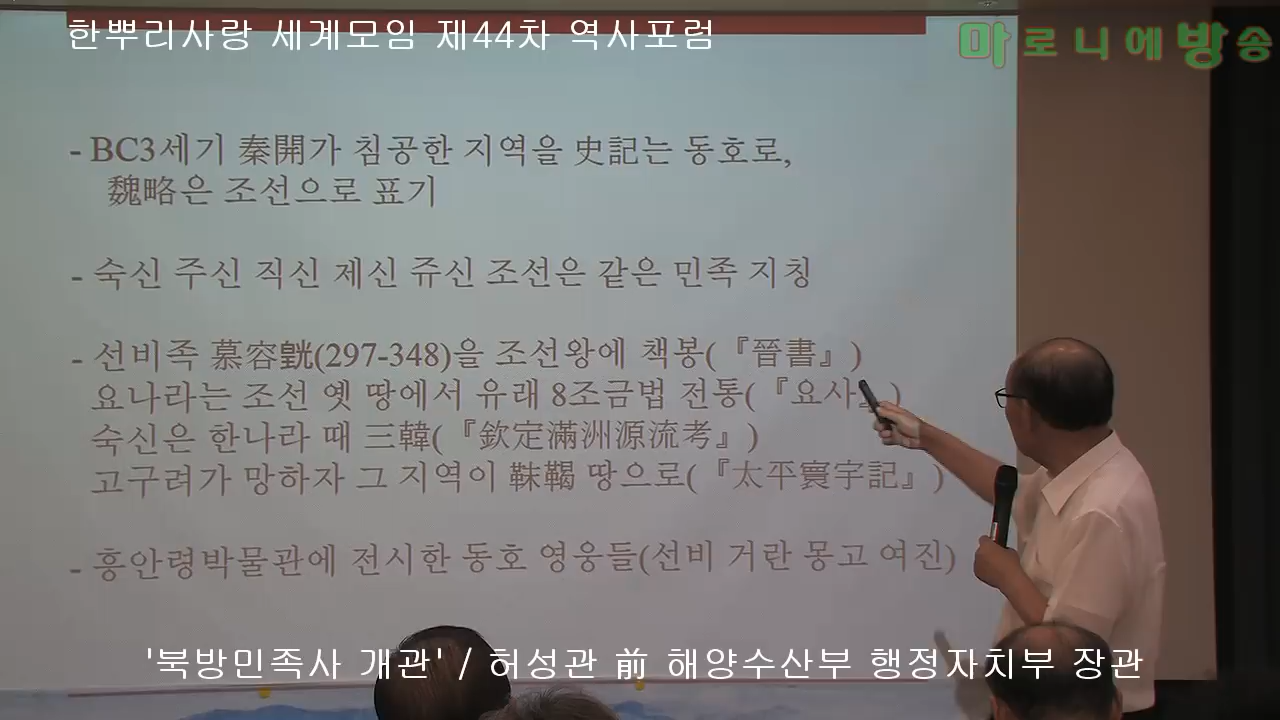 한뿌리사랑 세계모임 제44차 역사포럼
마로니에방송
- BC3세기 秦開가 침공한 지역을 史記는 동호로,
魏略은 조선으로 표기
- 숙신 주신 직신 제신 쥬신 조선은 같은 민족 지칭
- 선비족 慕容皝(297-348)을 조선왕에 책봉(『晉書』)
요나라는 조선 옛 땅에서 유래 8조금법 전통(『요사』)
숙신은 한나라 때 三韓(『欽定滿洲源流考』)
고구려가 망하자 그 지역이 靺鞨 땅으로(『太平寰宇記』)
- 흥안령박물관에 전시한 동호 영웅들(선비 거란 몽고 여진)
'북방민족사 개관' / 허성관 前 해양수산부 행정자치부 장관